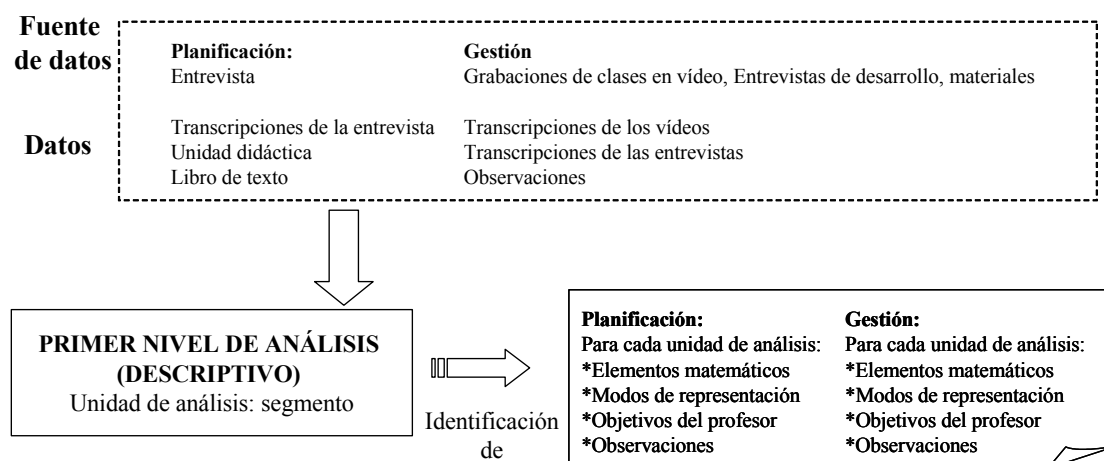 Fuente
de datos
Planificación:
Entrevista
Gestión
Grabaciones de clases en vídeo, Entrevistas de desarrollo, materiales
Datos
Transcripciones de la entrevista
Unidad didáctica
Libro de texto
Transcripciones de los vídeos
Transcripciones de las entrevistas
Observaciones
PRIMER NIVEL DE ANÁLISIS
(DESCRIPTIVO)
Unidad de análisis: segmento
Identificación
de
Planificación:
Para cada unidad de análisis:
*Elementos matemáticos
*Modos de representación
*Objetivos del profesor
*Observaciones
Gestión:
Para cada unidad de análisis:
*Elementos matemáticos
*Modos de representación
*Objetivos del profesor
*Observaciones